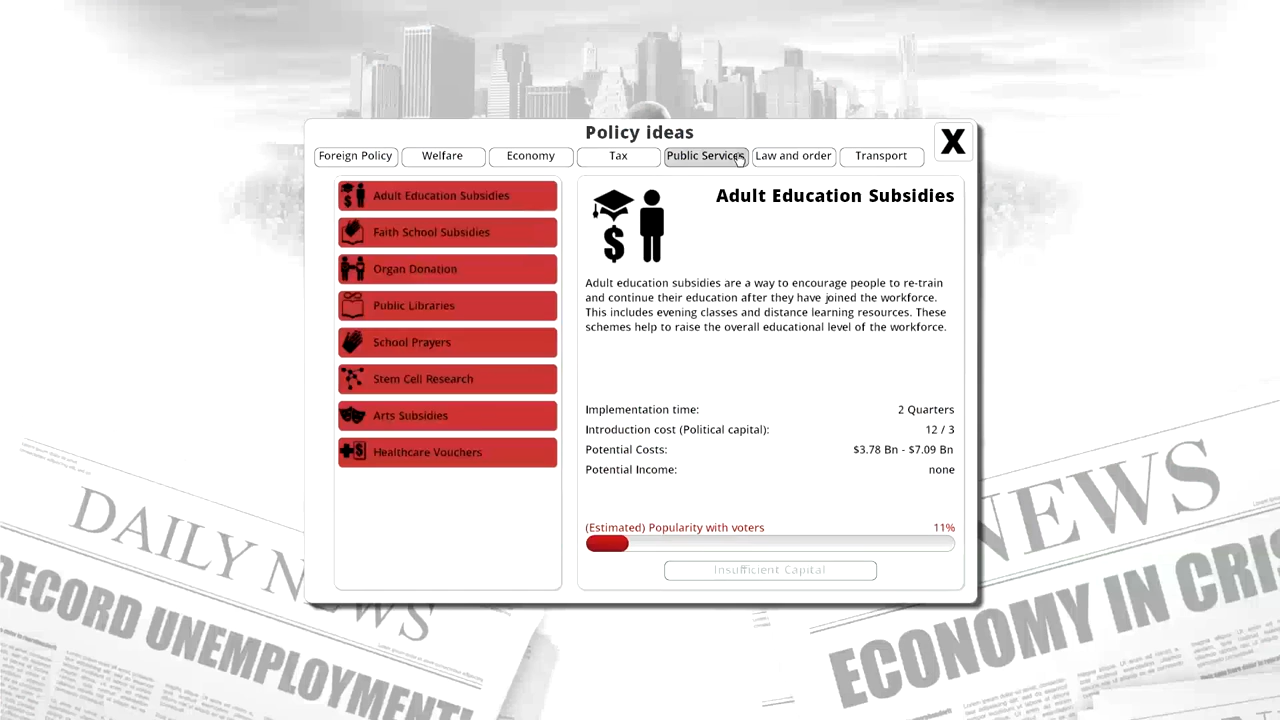 Policy ideas
X
Foreign Policy
Welfare
Economy
Tax
Public Services
Law and order
Transport
Adult Education Subsidies
Faith School Subsidies
Organ Donation
Public Libraries
School Prayers
Stem Cell Research
Arts Subsidies
Healthcare Vouchers
Adult Education Subsidies
Adult education subsidies are a way to encourage people to re-train
and continue their education after they have joined the workforce.
This includes evening classes and distance learning resources. These
schemes help to raise the overall educational level of the workforce.
Implementation time: 2 Quarters
Introduction cost (Political capital): 12 / 3
Potential Costs: $3.78 Bn - $7.09 Bn
Potential Income: none
(Estimated) Popularity with voters 11%
Insufficient Capital
DAILY NEWS
RECORD UNEMPLOYMENT!
NEWS
ECONOMY IN CRIS